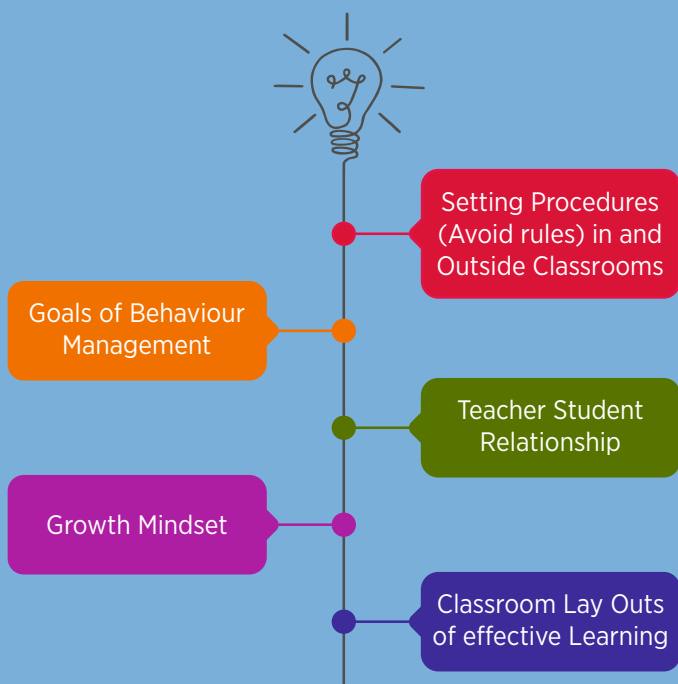 Setting Procedures
(Avoid rules) in and
Outside Classrooms
Goals of Behaviour
Management
Teacher Student
Relationship
Growth Mindset
Classroom Lay Outs
of effective Learning